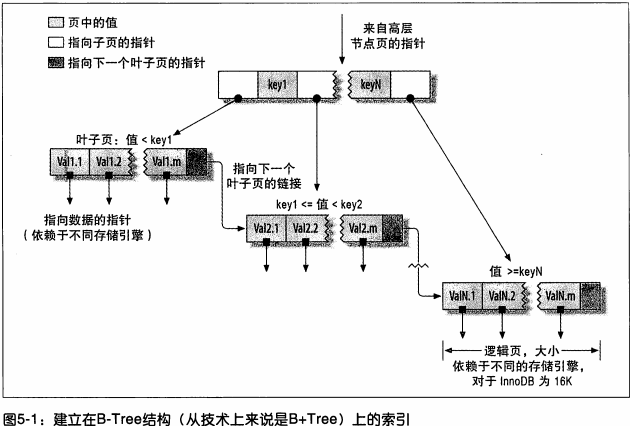 页中的值
指向子页的指针
指向下一个叶子页的指针
来自高层
节点页的指针
key1
keyN
叶子页：值 < key1
Val1.1
Val1.2
Val1.m
指向下一个
叶子页的链接
指向数据的指针
（依赖于不同存储引擎）
key1 <= 值 < key2
Val2.1
Val2.2
Val2.m
值 >=keyN
ValN.1
ValN.2
ValN.m
逻辑页，大小
依赖于不同的存储引擎，
对于 InnoDB 为 16K
图5-1：建立在B-Tree结构（从技术上来说是B+Tree）上的索引